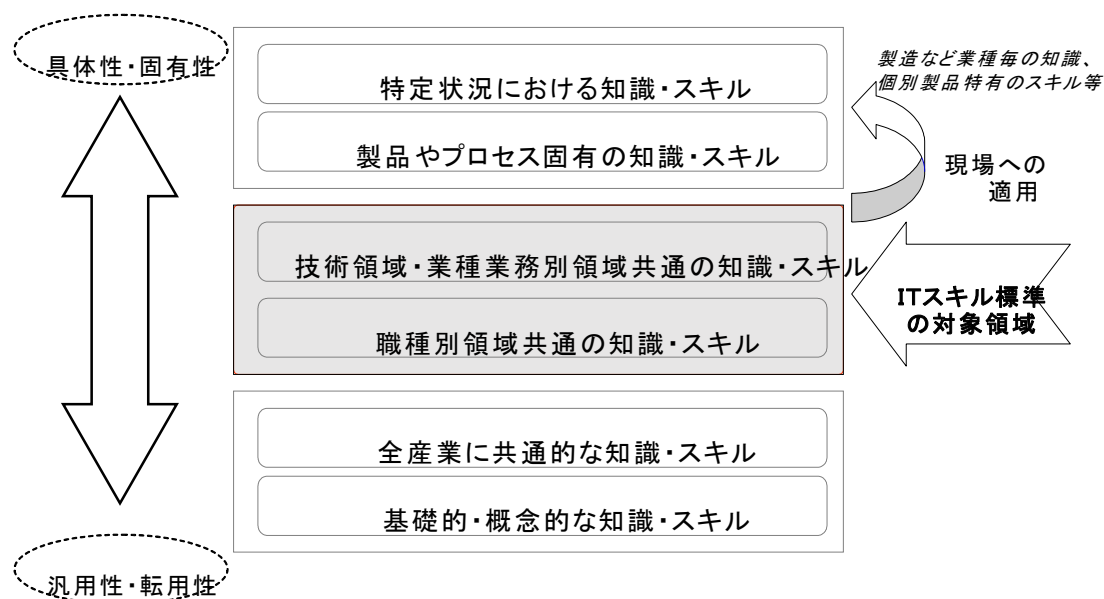 具体性・固有性
特定状況における知識・スキル
製品やプロセス固有の知識・スキル
製造など業種毎の知識、
個別製品特有のスキル等
現場への
適用
技術領域・業種業務別領域共通の知識・スキル
職種別領域共通の知識・スキル
ITスキル標準
の対象領域
全産業に共通的な知識・スキル
基礎的・概念的な知識・スキル
汎用性・転用性